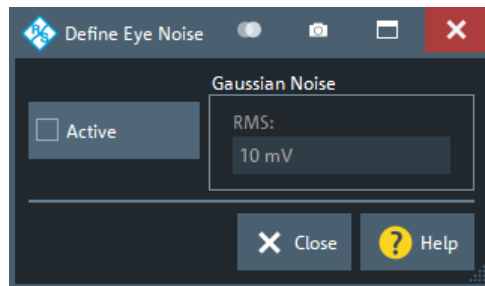 Define Eye Noise
Gaussian Noise
Active
RMS:
10 mV
Close
? Help